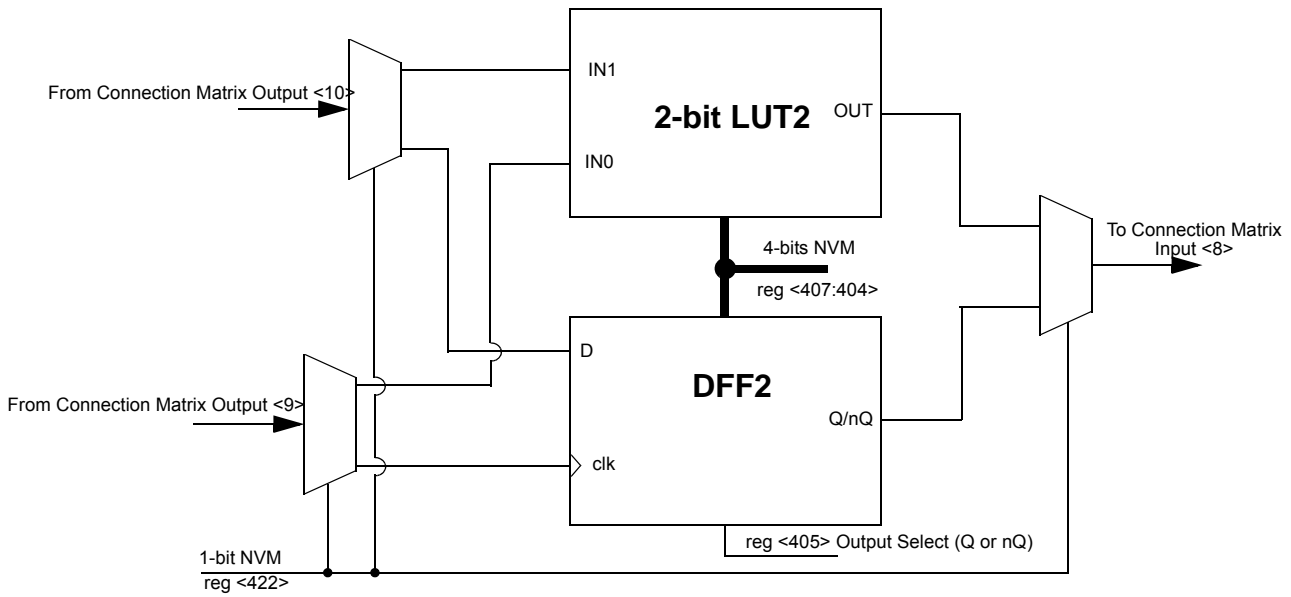 From Connection Matrix Output <10>
IN1
2-bit LUT2
OUT
IN0
To Connection Matrix
Input <8>
4-bits NVM
reg <407:404>
D
DFF2
From Connection Matrix Output <9>
Q/nQ
clk
reg <405> Output Select (Q or nQ)
1-bit NVM
reg <422>